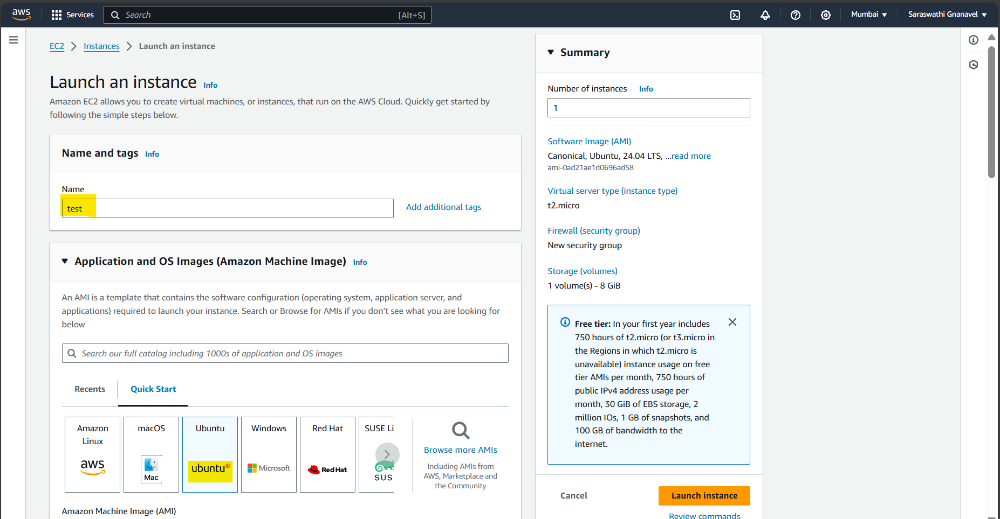 aws
Services
Search
[Alt+S]
Mumbai
Saraswathi Gnanavel
EC2
Instances
Launch an instance
Launch an instance
Info
Amazon EC2 allows you to create virtual machines, or instances, that run on the AWS Cloud. Quickly get started by
following the simple steps below.
Name and tags
Info
Name
test
Add additional tags
Application and OS Images (Amazon Machine Image)
Info
An AMI is a template that contains the software configuration (operating system, application server, and
applications) required to launch your instance. Search or Browse for AMIs if you don't see what you are looking for
below
Search our full catalog including 1000s of application and OS images
Recents
Quick Start
Amazon
Linux
aws
macOS
Mac
Ubuntu
ubuntu
Windows
Microsoft
Red Hat
Red Hat
SUSE Li
SUS
Browse more AMIs
Including AMIs from
AWS, Marketplace and
the Community
Amazon Machine Image (AMI)
Summary
Number of instances
Info
1
Software Image (AMI)
Canonical, Ubuntu, 24.04 LTS, ...read more
ami-0ad21ae1d0696ad58
Virtual server type (instance type)
t2.micro
Firewall (security group)
New security group
Storage (volumes)
1 volume(s) - 8 GiB
Free tier: In your first year includes
750 hours of t2.micro (or t3.micro in
the Regions in which t2.micro is
unavailable) instance usage on free
tier AMIs per month, 750 hours of
public IPv4 address usage per
month, 30 GiB of EBS storage, 2
million IOs, 1 GB of snapshots, and
100 GB of bandwidth to the
internet.
Cancel
Launch instance
Review commands